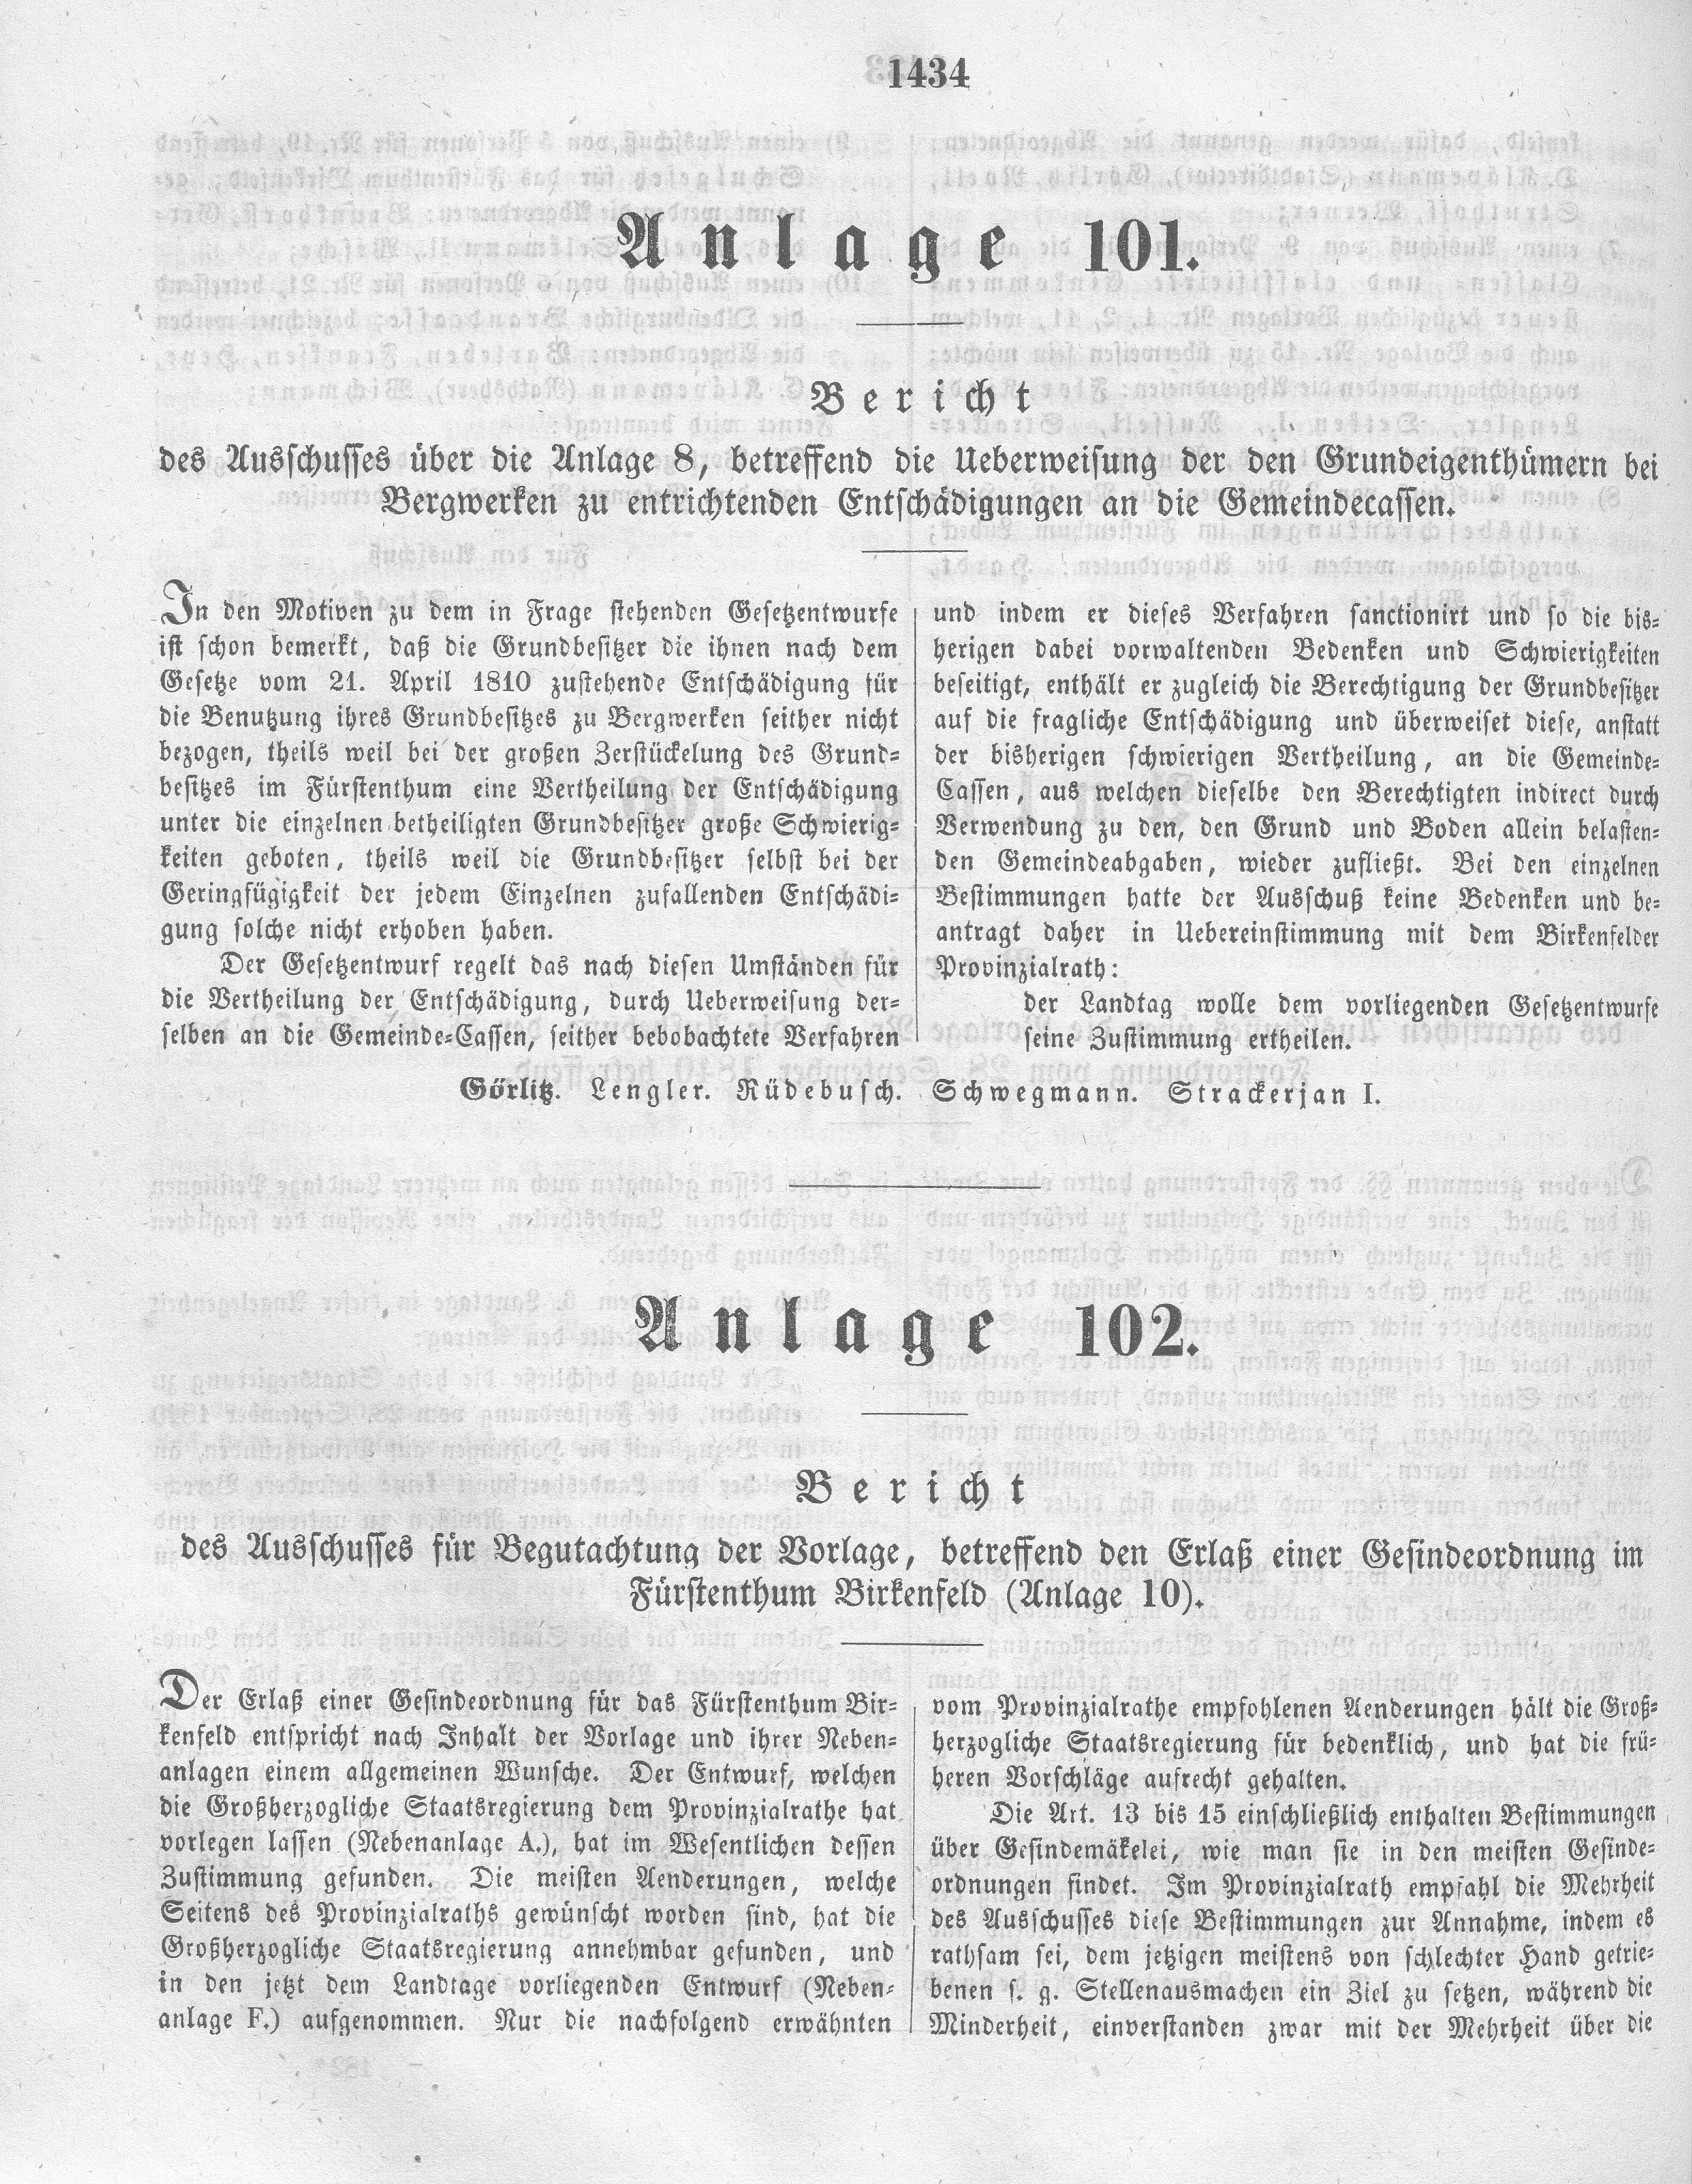 1434
Anlage 101.
Bericht
des Ausschusses über die Anlage 8, betreffend die Ueberweisung der den Grundeigenthümern bei
Bergwerken zu entrichtenden Entschädigungen an die Gemeindecassen.
In den Motiven zu dem in Frage stehenden Gesetzentwurfe
ist schon bemerkt, daß die Grundbesitzer die ihnen nach dem
Gesetze vom 21. April 1810 zustehende Entschädigung für
die Benutzung ihres Grundbesitzes zu Bergwerken seither nicht
bezogen, theils weil bei der großen Zerstückelung des Grund=
besitzes im Fürstenthum eine Vertheilung der Entschädigung
unter die einzelnen betheiligten Grundbesitzer große Schwierig=
keiten geboten, theils weil die Grundbesitzer selbst bei der
Geringfügigkeit der jedem Einzelnen zufallenden Entschädi=
gung solche nicht erhoben haben.
Der Gesetzentwurf regelt das nach diesen Umständen für
die Vertheilung der Entschädigung, durch Ueberweisung der=
selben an die Gemeinde=Cassen, seither bebobachtete Verfahren
und indem er dieses Verfahren sanctionirt und so die bis=
herigen dabei vorwaltenden Bedenken und Schwierigkeiten
beseitigt, enthält er zugleich die Berechtigung der Grundbesitzer
auf die fragliche Entschädigung und überweiset diese, anstatt
der bisherigen schwierigen Vertheilung, an die Gemeinde=
Cassen, aus welchen dieselbe den Berechtigten indirect durch
Verwendung zu den, den Grund und Boden allein belasten=
den Gemeindeabgaben, wieder zufließt. Bei den einzelnen
Bestimmungen hatte der Ausschuß keine Bedenken und be=
antragt daher in Uebereinstimmung mit dem Birkenfelder
Provinzialrath:
der Landtag wolle dem vorliegenden Gesetzentwurfe
seine Zustimmung ertheilen.
Görlitz. Lengler. Rüdebusch. Schwegmann. Strackerjan I.
Anlage 102.
Bericht
des Ausschusses für Begutachtung der Vorlage, betreffend den Erlaß einer Gesindeordnung im
Fürstenthum Birkenfeld (Anlage 10).
Der Erlaß einer Gesindeordnung für das Fürstenthum Bir=
kenfeld entspricht nach Inhalt der Vorlage und ihrer Neben=
anlagen einem allgemeinen Wunsche. Der Entwurf, welchen
die Großherzogliche Staatsregierung dem Provinzialrathe hat
vorlegen lassen (Nebenanlage A.), hat im Wesentlichen dessen
Zustimmung gefunden. Die meisten Aenderungen, welche
Seitens des Provinzialraths gewünscht worden sind, hat die
Großherzogliche Staatsregierung annehmbar gefunden, und
in den jetzt dem Landtage vorliegenden Entwurf (Neben=
anlage F.) aufgenommen. Nur die nachfolgend erwähnten
vom Provinzialrathe empfohlenen Aenderungen hält die Groß=
herzogliche Staatsregierung für bedenklich, und hat die frü=
heren Vorschläge aufrecht gehalten.
Die Art. 13 bis 15 einschließlich enthalten Bestimmungen
über Gesindemäkelei, wie man sie in den meisten Gesinde=
ordnungen findet. Im Provinzialrath empfahl die Mehrheit
des Ausschusses diese Bestimmungen zur Annahme, indem es
rathsam sei, dem jetzigen meistens von schlechter Hand getrie=
benen s. g. Stellenausmachen ein Ziel zu setzen, während die
Minderheit, einverstanden zwar mit der Mehrheit über die